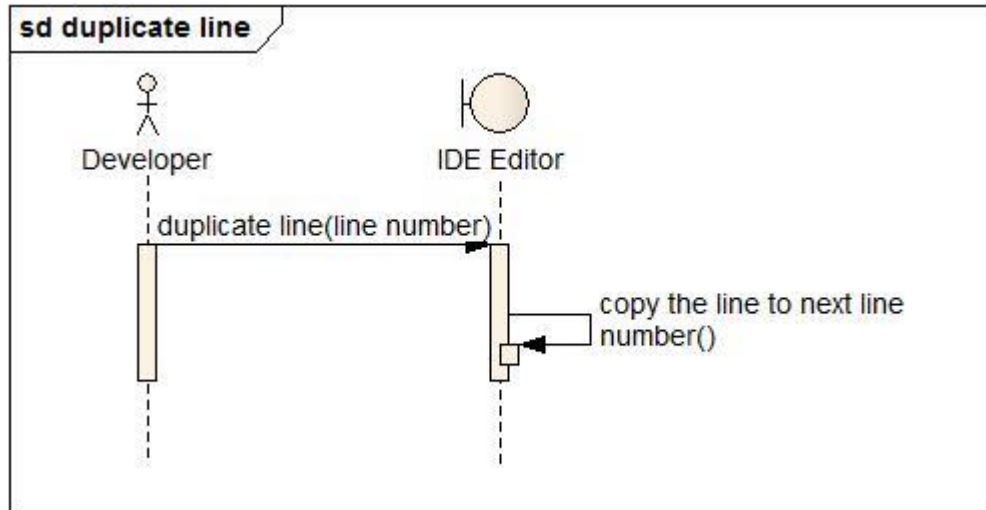 sd duplicate line
Developer
IDE Editor
duplicate line(line number)
copy the line to next line
number()